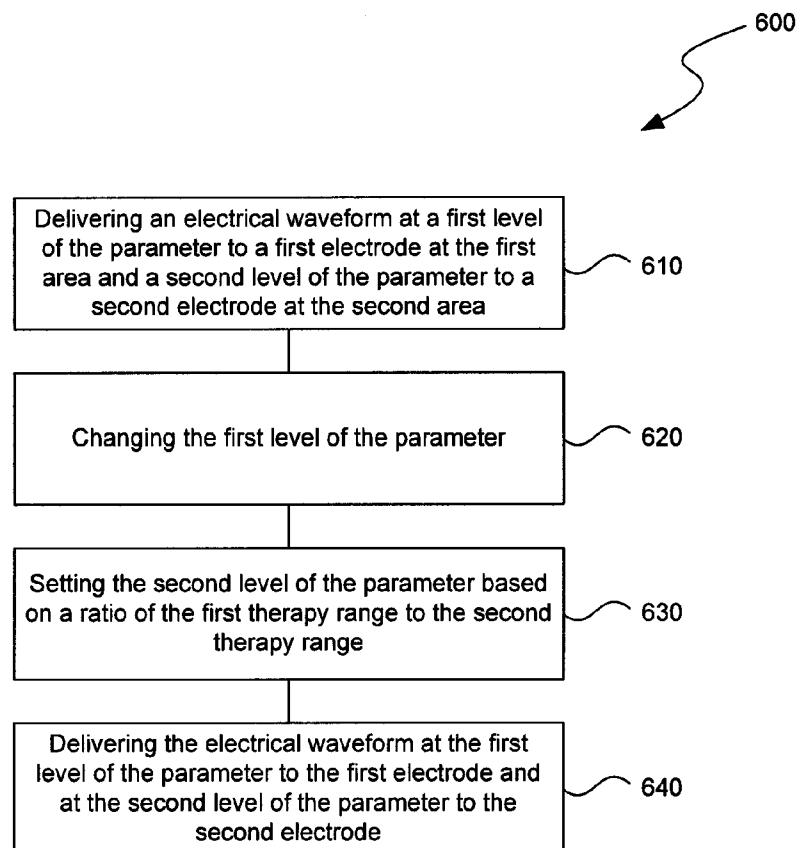 600
Delivering an electrical waveform at a first level
of the parameter to a first electrode at the first
area and a second level of the parameter to a
second electrode at the second area
610
Changing the first level of the parameter
620
Setting the second level of the parameter based
on a ratio of the first therapy range to the second
therapy range
630
Delivering the electrical waveform at the first
level of the parameter to the first electrode and
at the second level of the parameter to the
second electrode
640